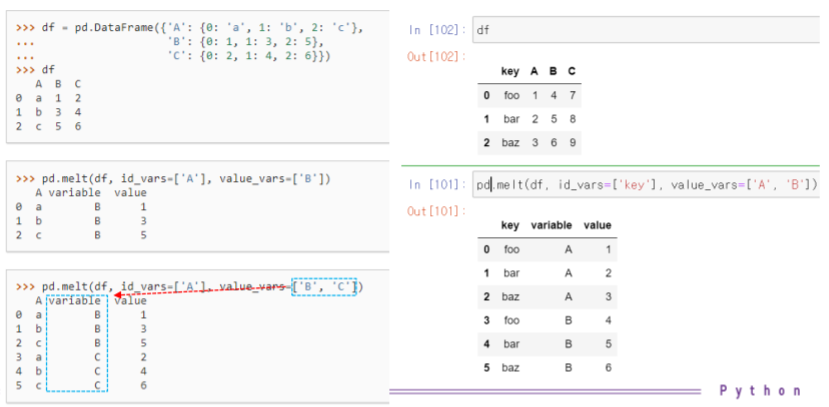 >>> df = pd.DataFrame({'A': {0: 'a', 1: 'b', 2: 'c'},
... 'B': {0: 1, 1: 3, 2: 5},
... 'C': {0: 2, 1: 4, 2: 6}})
>>> df
A B C
0 a 1 2
1 b 3 4
2 c 5 6
>>> pd.melt(df, id_vars=['A'], value_vars=['B'])
A variable value
0 a B 1
1 b B 3
2 c B 5
>>> pd.melt(df, id_vars=['A'], value_vars=['B', 'C'])
A variable value
0 a B 1
1 b B 3
2 c B 5
3 a C 2
4 b C 4
5 c C 6
In [102]: df
Out[102]:
key A B C
0 foo 1 4 7
1 bar 2 5 8
2 baz 3 6 9
In [101]: pd.melt(df, id_vars=['key'], value_vars=['A', 'B'])
Out[101]:
key variable value
0 foo A 1
1 bar A 2
2 baz A 3
3 foo B 4
4 bar B 5
5 baz B 6
Python